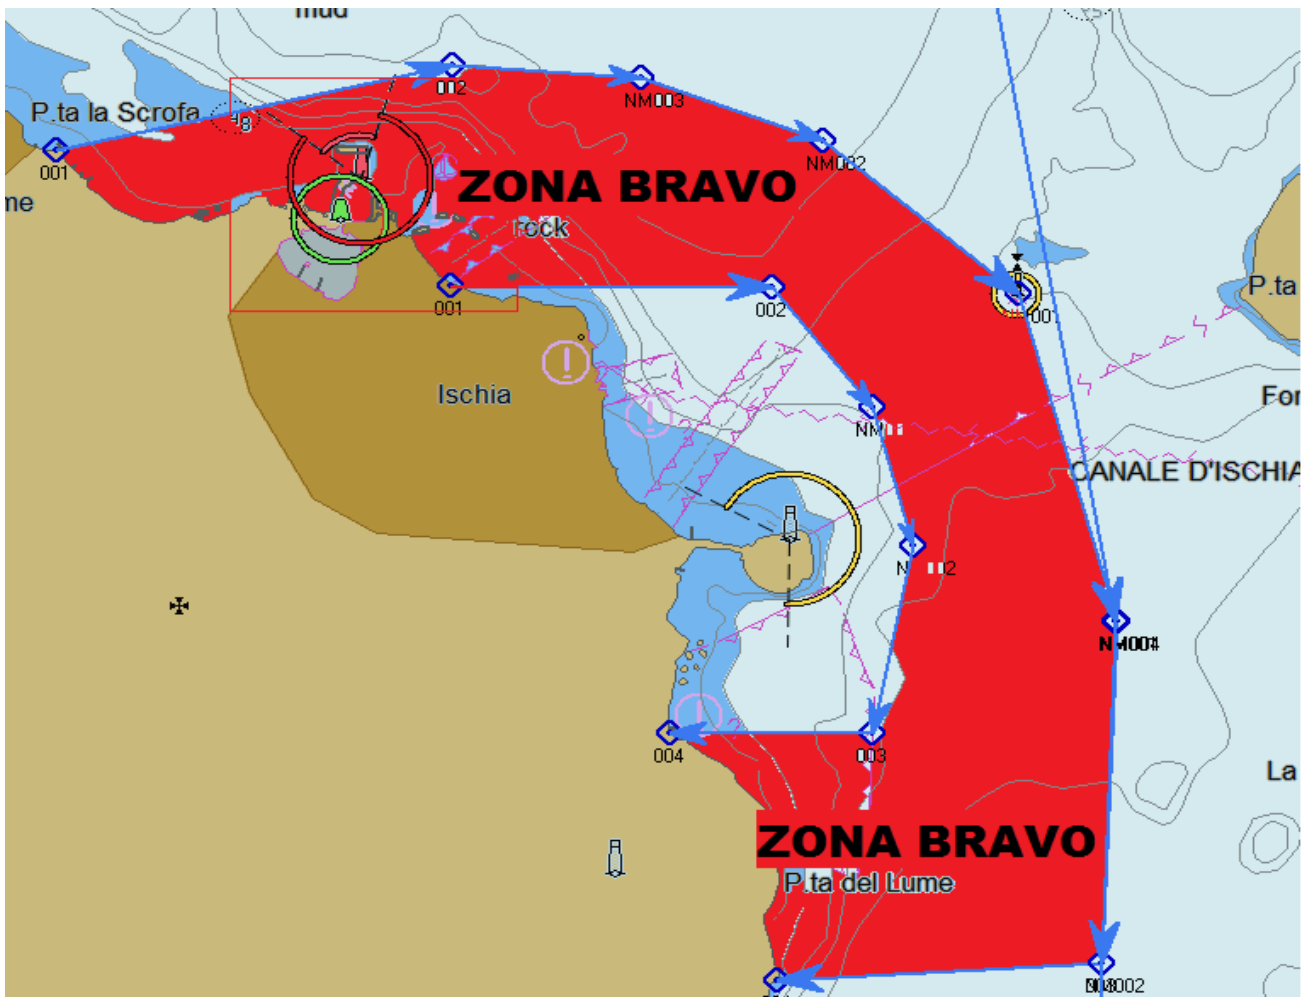 mud
002
P.ta la Scrofa
NM003
001
NM002
ZONA BRAVO
rock
P.ta
001
002
Ischia
For
CANALE D'ISCHIA
004
003
La
ZONA BRAVO
P.ta del Lume